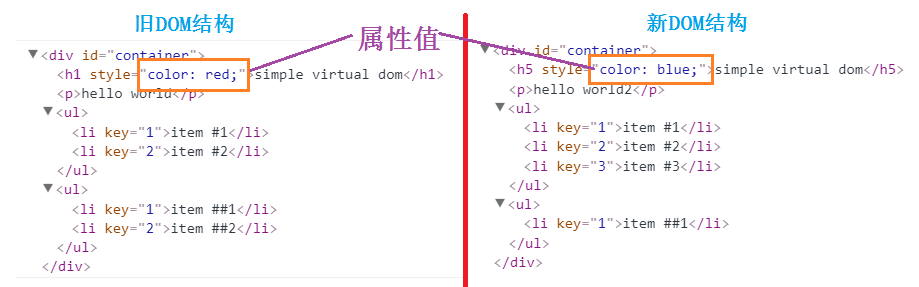 旧DOM结构
▼<div id="container">
<h1 style="color: red;">simple virtual dom</h1>
<p>hello world</p>
▼<ul>
<li key="1">item #1</li>
<li key="2">item #2</li>
</ul>
▼<ul>
<li key="1">item ##1</li>
<li key="2">item ##2</li>
</ul>
</div>
属性值
新DOM结构
▼<div id="container">
<h5 style="color: blue;">simple virtual dom</h5>
<p>hello world2</p>
▼<ul>
<li key="1">item #1</li>
<li key="2">item #2</li>
<li key="3">item #3</li>
</ul>
▼<ul>
<li key="1">item ##1</li>
</ul>
</div>